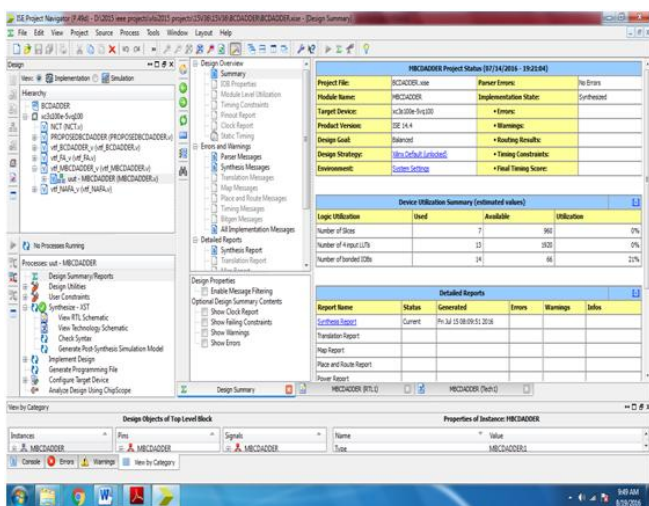 ISE Project Navigator (P.49d) - D:\2015 ieee projects\vlsi2015 projects\15V36\15V36\BCDADDER\BCDADDER.xise - [Design Summary]
File Edit View Project Source Process Tools Window Layout Help
Design
View: Implementation Simulation
Hierarchy
BCDADDER
xc3s100e-5vq100
NCT (NCT.v)
PROPOSEDBCDADDER (PROPOSEDBCDADDER.v)
vtf_BCDADDER_v (vtf_BCDADDER.v)
vtf_FA_v (vtf_FA.v)
vtf_MBCDADDER_v (vtf_MBCDADDER.v)
uut - MBCDADDER (MBCDADDER.v)
vtf_NAFA_v (vtf_NAFA.v)
No Processes Running
Processes: uut - MBCDADDER
Design Summary/Reports
Design Utilities
User Constraints
Synthesize - XST
View RTL Schematic
View Technology Schematic
Check Syntax
Generate Post-Synthesis Simulation Model
Implement Design
Generate Programming File
Configure Target Device
Analyze Design Using ChipScope
Design Overview
Summary
IOB Properties
Module Level Utilization
Timing Constraints
Pinout Report
Clock Report
Static Timing
Errors and Warnings
Parser Messages
Synthesis Messages
Translation Messages
Map Messages
Place and Route Messages
Timing Messages
Bitgen Messages
All Implementation Messages
Detailed Reports
Synthesis Report
Translation Report
Design Properties
Enable Message Filtering
Optional Design Summary Contents
Show Clock Report
Show Failing Constraints
Show Warnings
Show Errors
MBCDADDER Project Status (07/14/2016 - 19:21:04)
Project File: BCDADDER.xise Parser Errors: No Errors
Module Name: MBCDADDER Implementation State: Synthesized
Target Device: xc3s100e-5vq100 • Errors:
Product Version: ISE 14.4 • Warnings:
Design Goal: Balanced • Routing Results:
Design Strategy: Xilinx Default (unlocked) • Timing Constraints:
Environment: System Settings • Final Timing Score:
Device Utilization Summary (estimated values) [-]
Logic Utilization Used Available Utilization
Number of Slices 7 960 0%
Number of 4 input LUTs 13 1920 0%
Number of bonded IOBs 14 66 21%
Detailed Reports [-]
Report Name Status Generated Errors Warnings Infos
Synthesis Report Current Fri Jul 15 08:09:51 2016
Translation Report
Map Report
Place and Route Report
Power Report
Design Summary MBCDADDER (RTL1) MBCDADDER (Tech1)
View by Category
Design Objects of Top Level Block Properties of Instance: MBCDADDER
Instances Pins Signals Name Value
MBCDADDER MBCDADDER MBCDADDER Type MBCDADDER:1
Console Errors Warnings View by Category
9:49 AM
8/19/2016